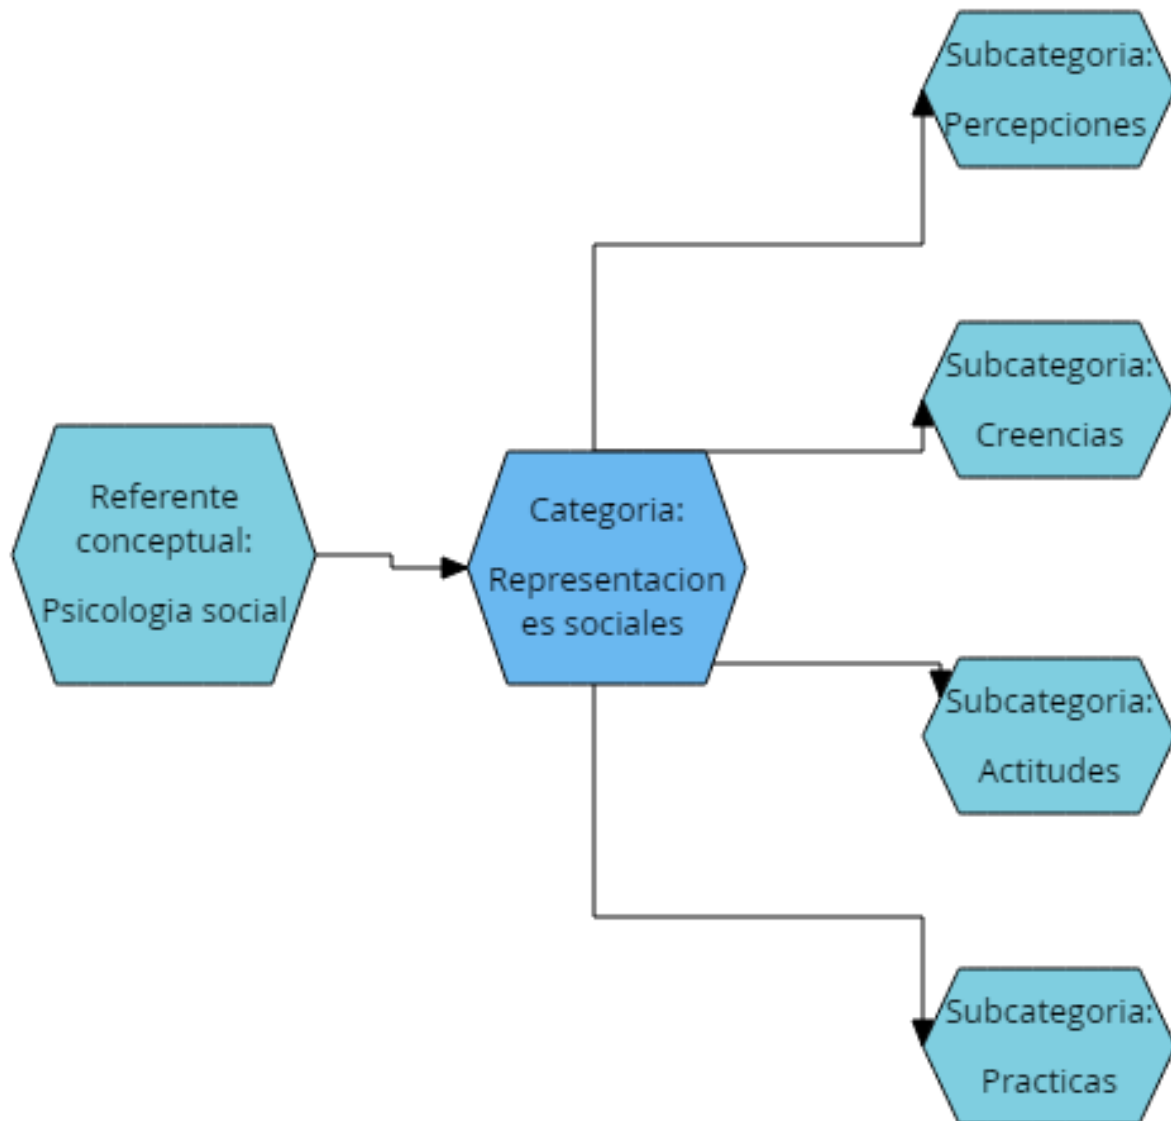 Subcategoria:
Percepciones
Subcategoria:
Creencias
Referente
conceptual:
Psicologia social
Categoria:
Representacion
es sociales
Subcategoria:
Actitudes
Subcategoria:
Practicas